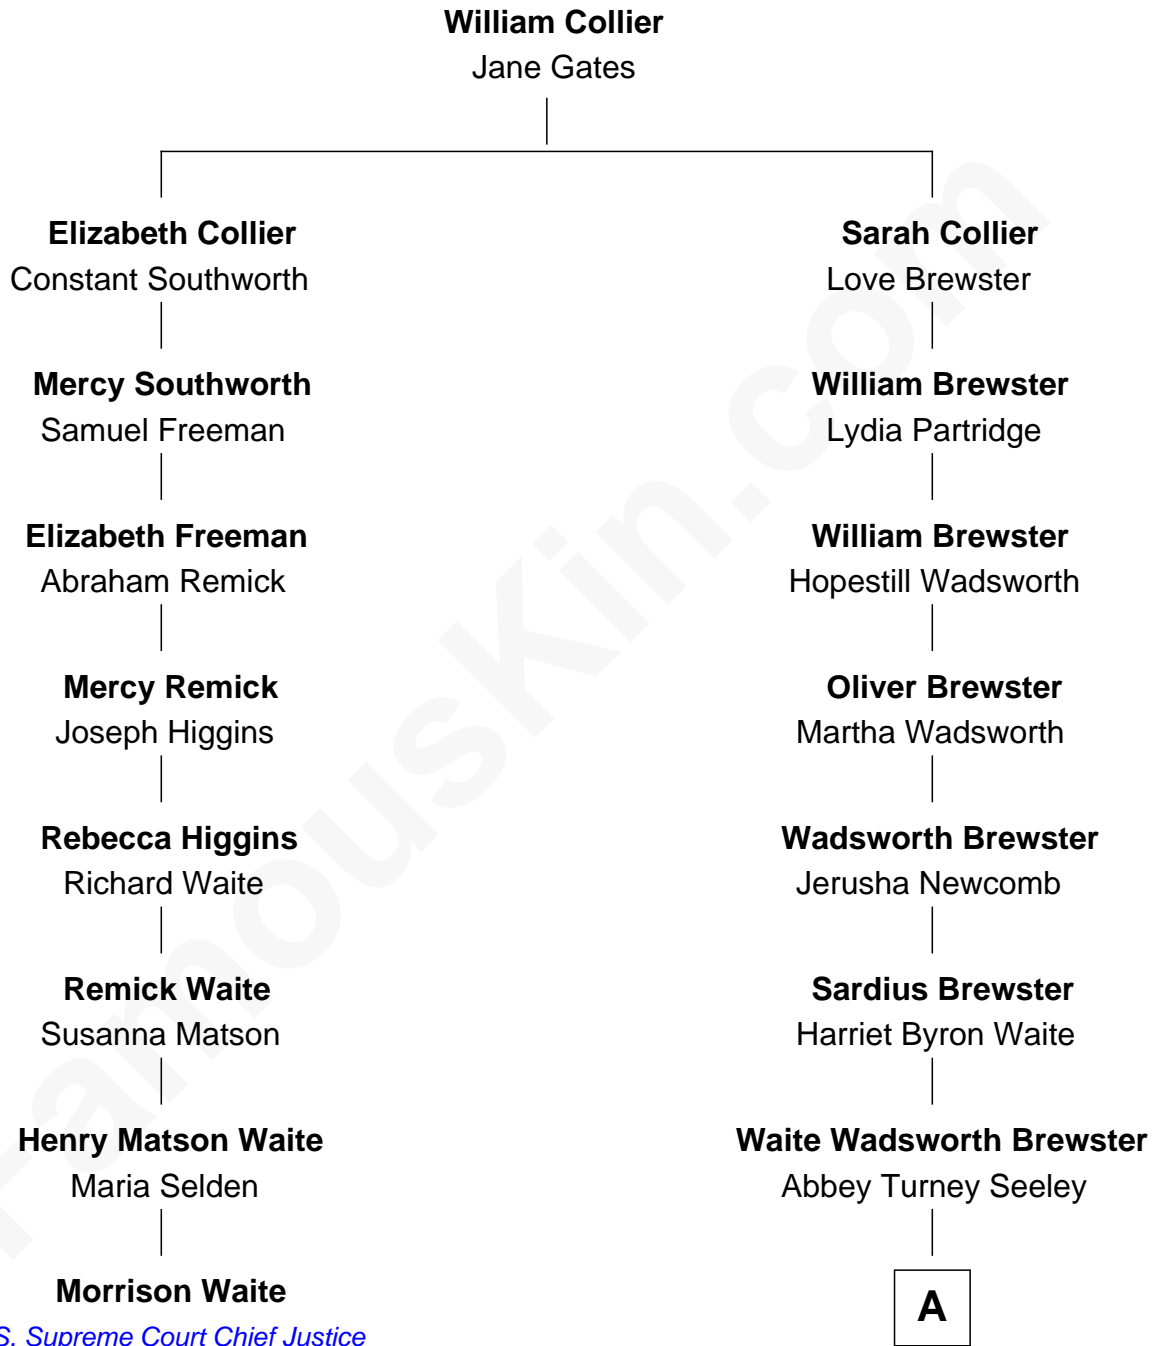 William Collier
Jane Gates
Elizabeth Collier
Constant Southworth
Sarah Collier
Love Brewster
Mercy Southworth
Samuel Freeman
William Brewster
Lydia Partridge
Elizabeth Freeman
Abraham Remick
William Brewster
Hopestill Wadsworth
Mercy Remick
Joseph Higgins
Oliver Brewster
Martha Wadsworth
Rebecca Higgins
Richard Waite
Wadsworth Brewster
Jerusha Newcomb
Remick Waite
Susanna Matson
Sardius Brewster
Harriet Byron Waite
Henry Matson Waite
Maria Selden
Waite Wadsworth Brewster
Abbey Turney Seeley
Morrison Waite
S. Supreme Court Chief Justice
A
FamousKin.com